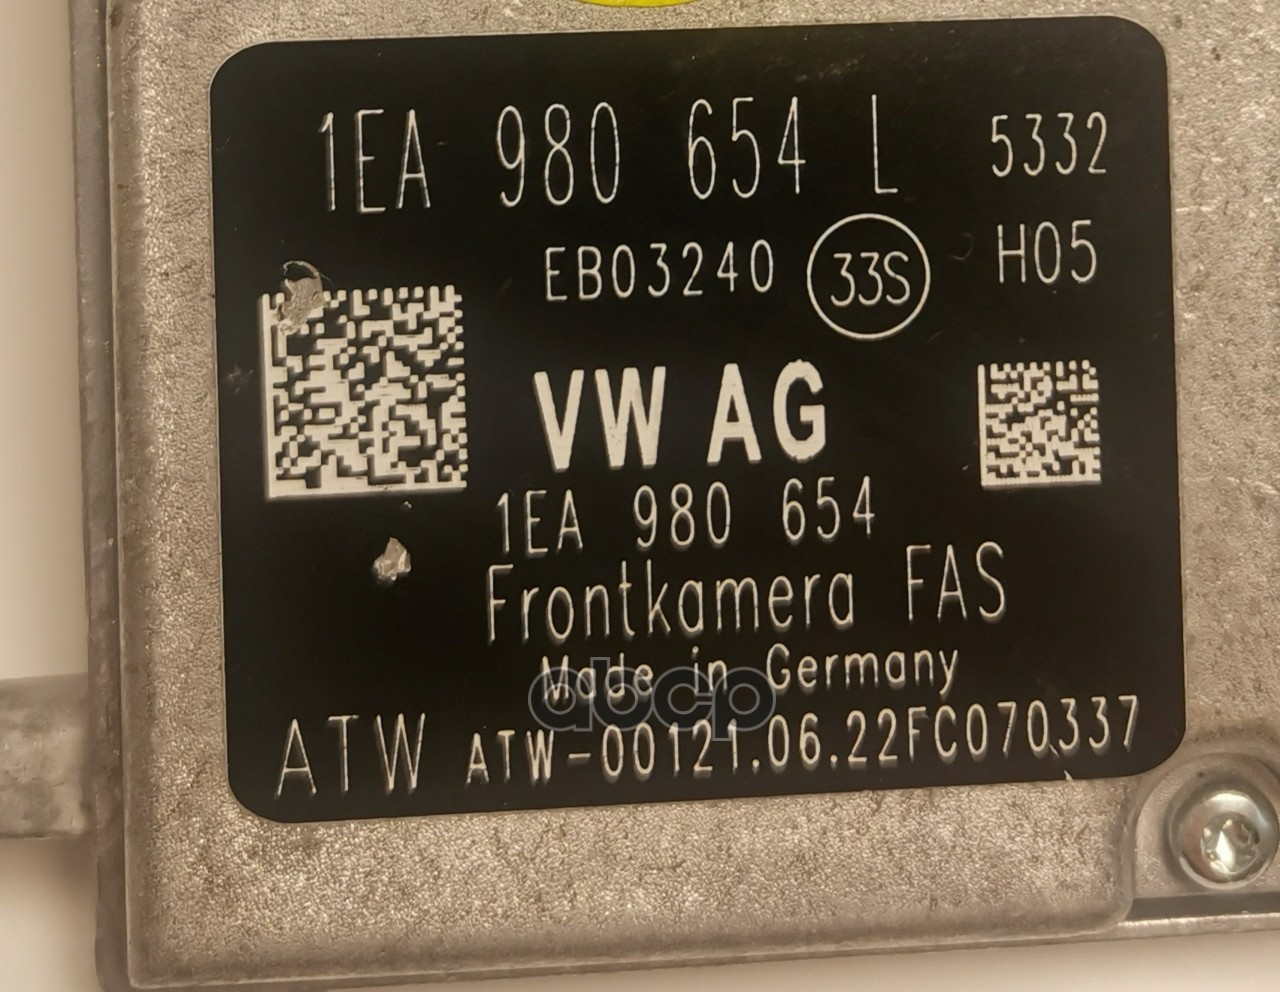 1EA 980 654 L 5332
EB03240 33S H05
VW AG
1EA 980 654
Frontkamera FAS
Made in Germany
abcp
ATW ATW-00121.06.22FC070337